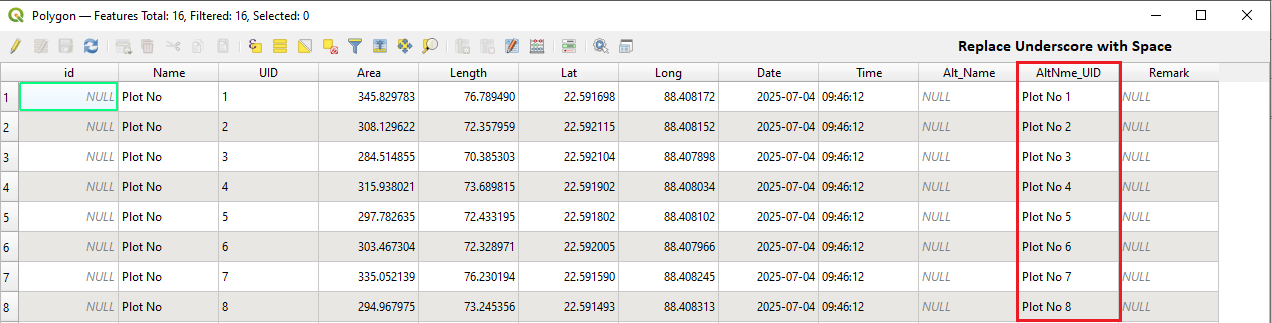 Polygon — Features Total: 16, Filtered: 16, Selected: 0
Replace Underscore with Space
id Name UID Area Length Lat Long Date Time Alt_Name AltNme_UID Remark
1 NULL Plot No 1 345.829783 76.789490 22.591698 88.408172 2025-07-04 09:46:12 NULL Plot No 1 NULL
2 NULL Plot No 2 308.129622 72.357959 22.592115 88.408152 2025-07-04 09:46:12 NULL Plot No 2 NULL
3 NULL Plot No 3 284.514855 70.385303 22.592104 88.407898 2025-07-04 09:46:12 NULL Plot No 3 NULL
4 NULL Plot No 4 315.938021 73.689815 22.591902 88.408034 2025-07-04 09:46:12 NULL Plot No 4 NULL
5 NULL Plot No 5 297.782635 72.433195 22.591802 88.408102 2025-07-04 09:46:12 NULL Plot No 5 NULL
6 NULL Plot No 6 303.467304 72.328971 22.592005 88.407966 2025-07-04 09:46:12 NULL Plot No 6 NULL
7 NULL Plot No 7 335.052139 76.230194 22.591590 88.408245 2025-07-04 09:46:12 NULL Plot No 7 NULL
8 NULL Plot No 8 294.967975 73.245356 22.591493 88.408313 2025-07-04 09:46:12 NULL Plot No 8 NULL